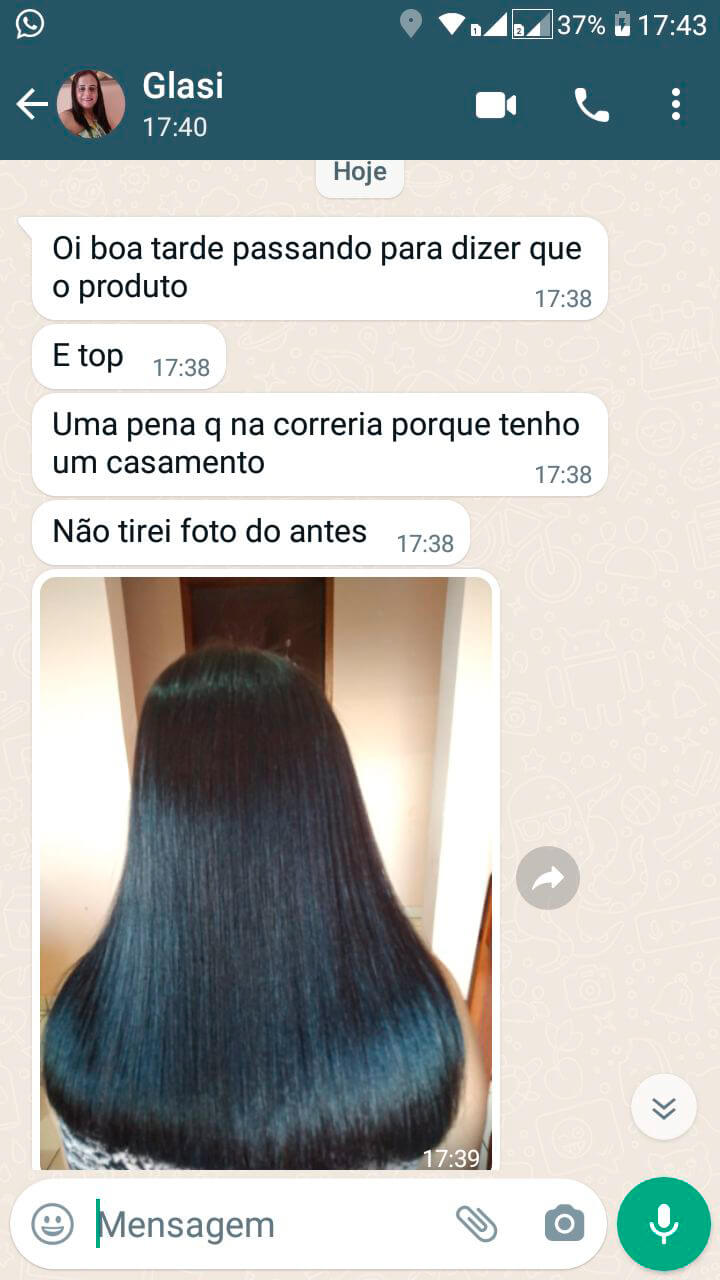 37% 17:43
Glasi
17:40
Hoje
Oi boa tarde passando para dizer que
o produto
17:38
E top 17:38
Uma pena q na correria porque tenho
um casamento
17:38
Não tirei foto do antes 17:38
17:39
Mensagem